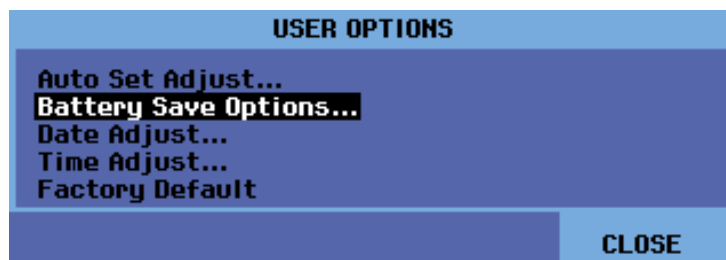 USER OPTIONS
Auto Set Adjust...
Battery Save Options...
Date Adjust...
Time Adjust...
Factory Default
CLOSE